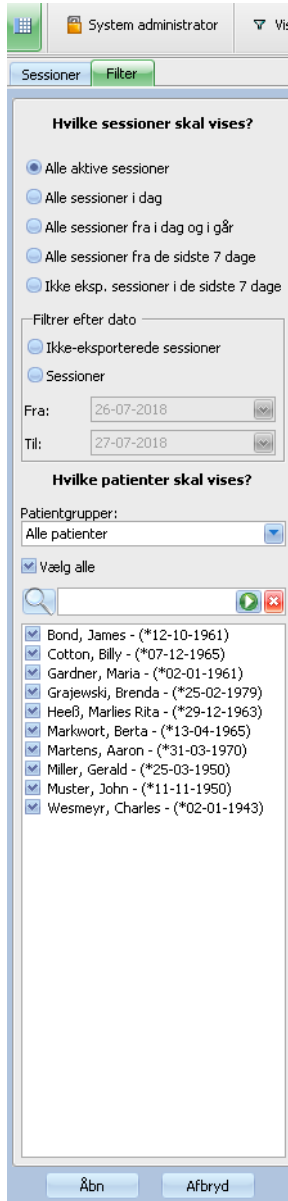 System administrator
Vis
Sessioner
Filter
Hvilke sessioner skal vises?
Alle aktive sessioner
Alle sessioner i dag
Alle sessioner fra i dag og i går
Alle sessioner fra de sidste 7 dage
Ikke eksp. sessioner i de sidste 7 dage
Filtrer efter dato
Ikke-eksporterede sessioner
Sessioner
Fra: 26-07-2018
Til: 27-07-2018
Hvilke patienter skal vises?
Patientgrupper:
Alle patienter
Vælg alle
Bond, James - (*12-10-1961)
Cotton, Billy - (*07-12-1965)
Gardner, Maria - (*02-01-1961)
Grajewski, Brenda - (*25-02-1979)
Heeß, Marlies Rita - (*29-12-1963)
Markwort, Berta - (*13-04-1965)
Martens, Aaron - (*31-03-1970)
Miller, Gerald - (*25-03-1950)
Muster, John - (*11-11-1950)
Wesmeyr, Charles - (*02-01-1943)
Åbn
Afbryd